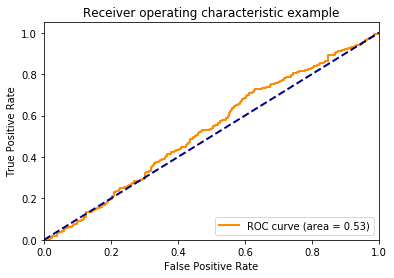 Receiver operating characteristic example
True Positive Rate
1.0
0.8
0.6
0.4
0.2
0.0
ROC curve (area = 0.53)
0.0 0.2 0.4 0.6 0.8 1.0
False Positive Rate